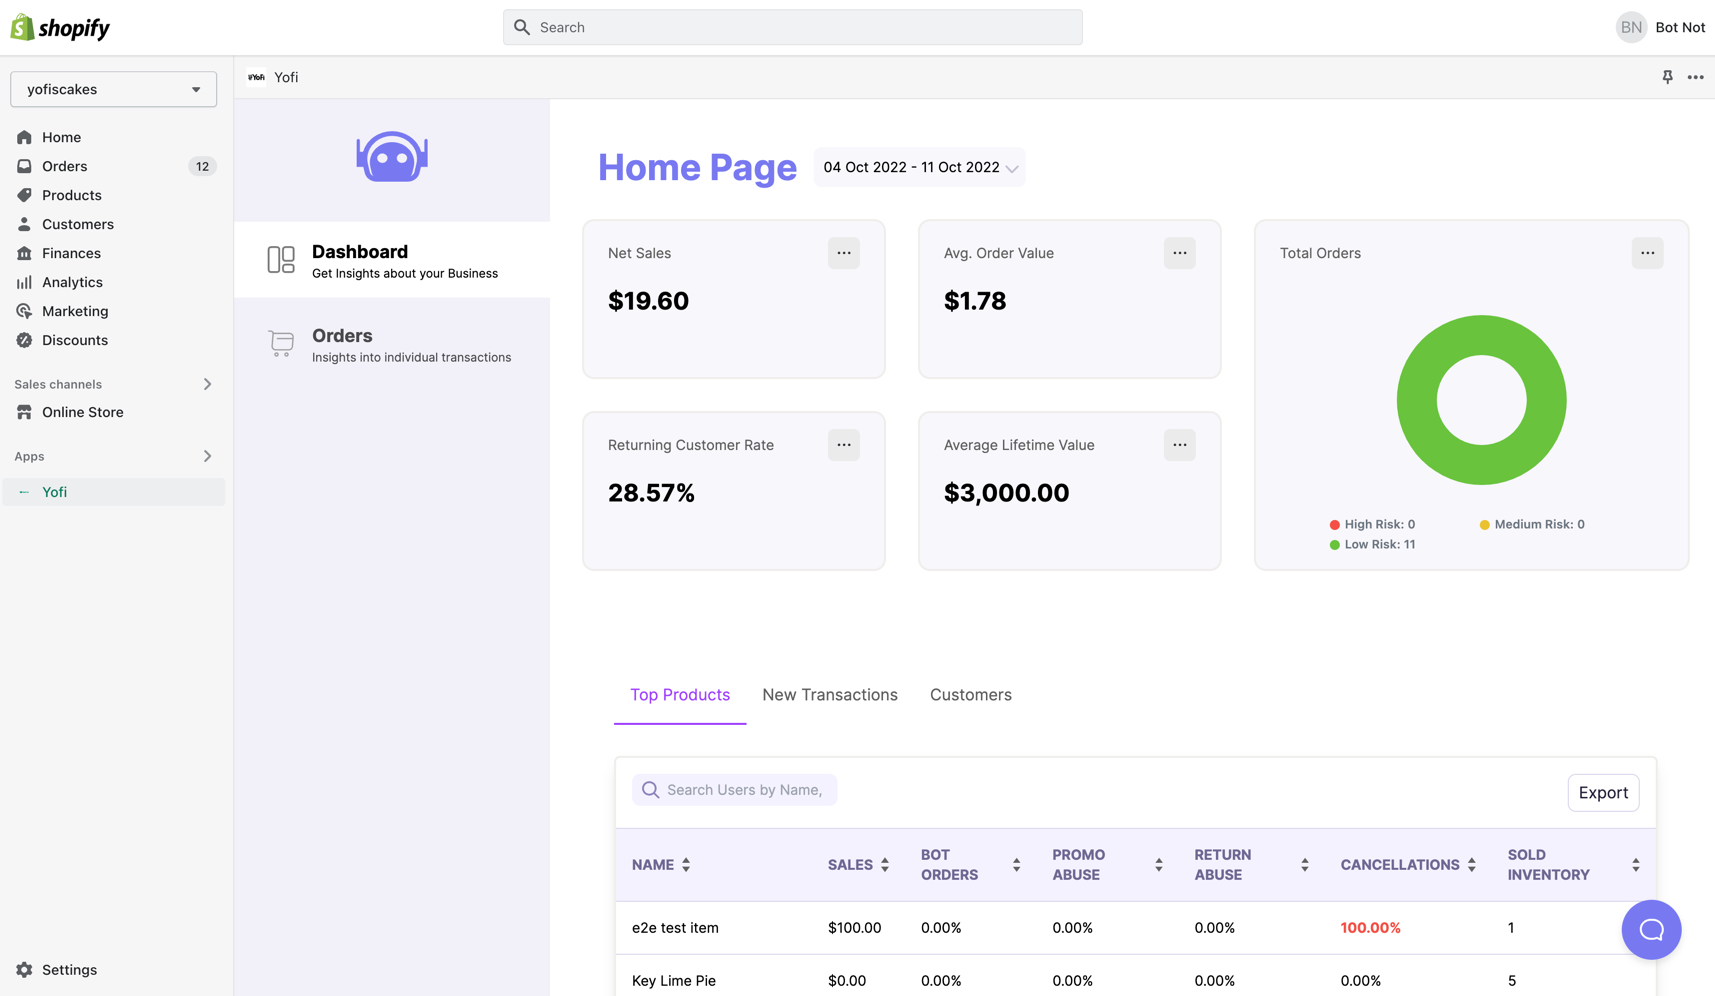 shopify
Search
BN
Bot Not
yofiscakes
Home
Orders
12
Products
Customers
Finances
Analytics
Marketing
Discounts
Sales channels
Online Store
Apps
Yofi
Settings
YOFI
Yofi
Dashboard
Get Insights about your Business
Orders
Insights into individual transactions
Home Page
04 Oct 2022 - 11 Oct 2022
Net Sales
$19.60
Avg. Order Value
$1.78
Total Orders
High Risk: 0
Medium Risk: 0
Low Risk: 11
Returning Customer Rate
28.57%
Average Lifetime Value
$3,000.00
Top Products
New Transactions
Customers
Search Users by Name,
Export
NAME SALES BOT ORDERS PROMO ABUSE RETURN ABUSE CANCELLATIONS SOLD INVENTORY
e2e test item $100.00 0.00% 0.00% 0.00% 100.00% 1
Key Lime Pie $0.00 0.00% 0.00% 0.00% 0.00% 5